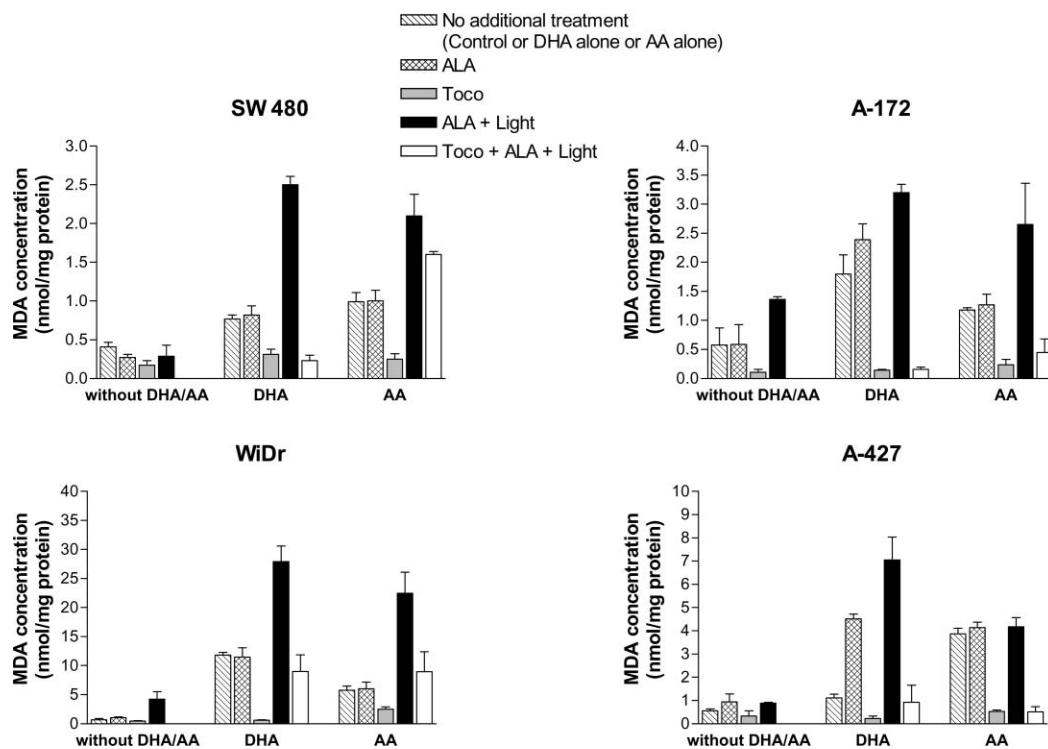 No additional treatment
(Control or DHA alone or AA alone)
ALA
Toco
ALA + Light
Toco + ALA + Light
SW 480
MDA concentration
(nmol/mg protein)
3.0
2.5
2.0
1.5
1.0
0.5
0.0
without DHA/AA DHA AA
A-172
MDA concentration
(nmol/mg protein)
4.0
3.5
3.0
2.5
2.0
1.5
1.0
0.5
0.0
without DHA/AA DHA AA
WiDr
MDA concentration
(nmol/mg protein)
40
35
30
25
20
15
10
5
0
without DHA/AA DHA AA
A-427
MDA concentration
(nmol/mg protein)
10
9
8
7
6
5
4
3
2
1
0
without DHA/AA DHA AA